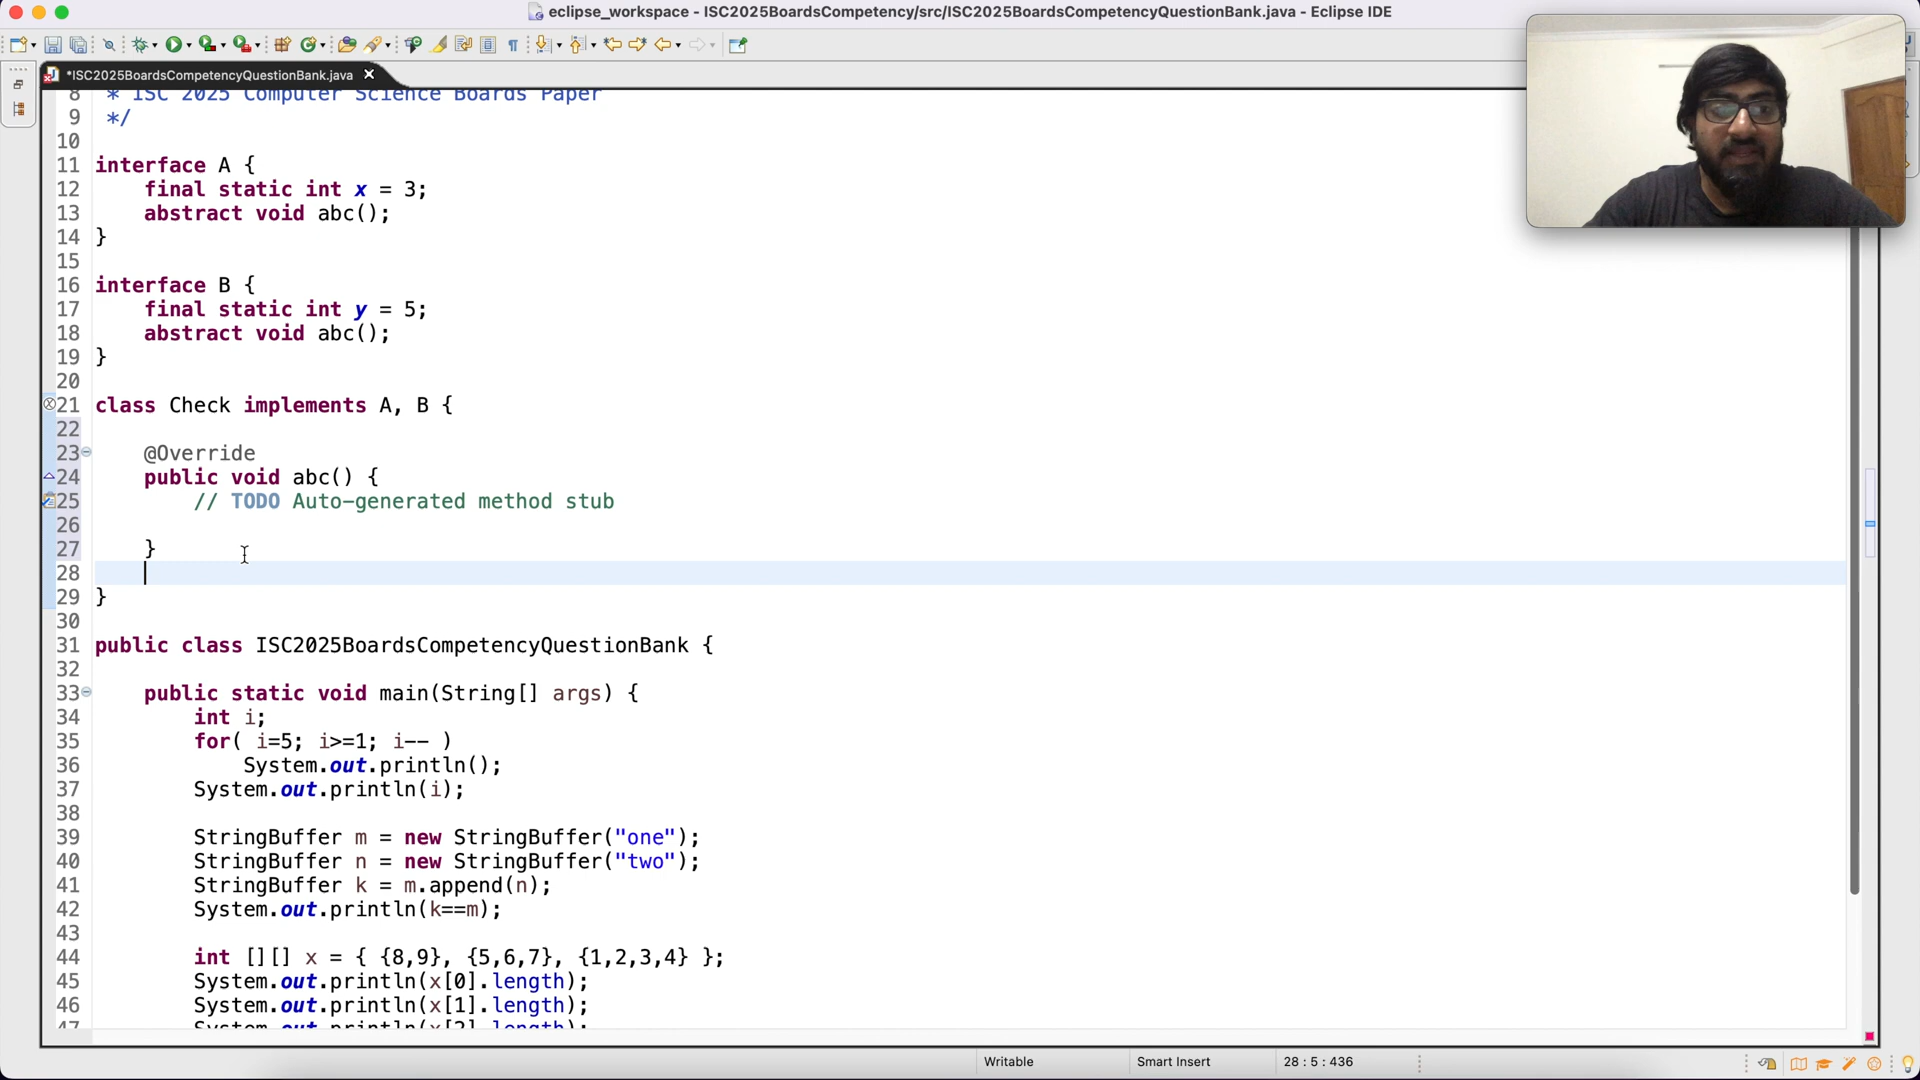 eclipse_workspace - ISC2025BoardsCompetency/src/ISC2025BoardsCompetencyQuestionBank.java - Eclipse IDE
*ISC2025BoardsCompetencyQuestionBank.java
8 * ISC 2025 Computer Science Boards Paper
9 */
10
11 interface A {
12 final static int x = 3;
13 abstract void abc();
14 }
15
16 interface B {
17 final static int y = 5;
18 abstract void abc();
19 }
20
21 class Check implements A, B {
22
23 @Override
24 public void abc() {
25 // TODO Auto-generated method stub
26
27 }
28
29 }
30
31 public class ISC2025BoardsCompetencyQuestionBank {
32
33 public static void main(String[] args) {
34 int i;
35 for( i=5; i>=1; i-- )
36 System.out.println();
37 System.out.println(i);
38
39 StringBuffer m = new StringBuffer("one");
40 StringBuffer n = new StringBuffer("two");
41 StringBuffer k = m.append(n);
42 System.out.println(k==m);
43
44 int [][] x = { {8,9}, {5,6,7}, {1,2,3,4} };
45 System.out.println(x[0].length);
46 System.out.println(x[1].length);
47 System.out.println(x[2].length);
Writable
Smart Insert
28 : 5 : 436